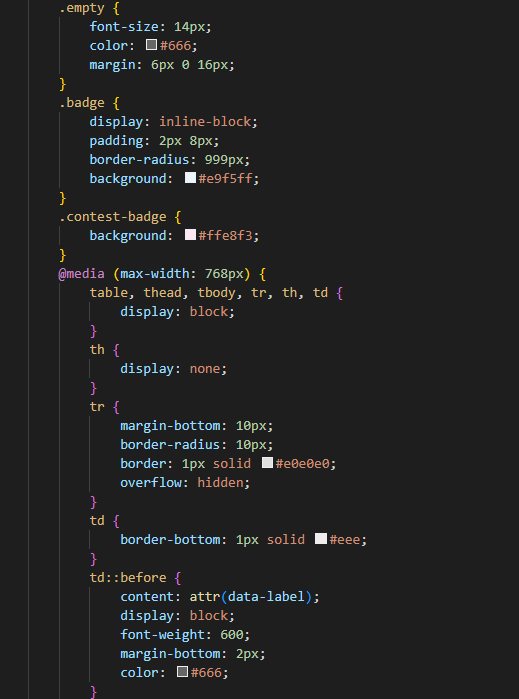 .empty {
font-size: 14px;
color: #666;
margin: 6px 0 16px;
}
.badge {
display: inline-block;
padding: 2px 8px;
border-radius: 999px;
background: #e9f5ff;
}
.contest-badge {
background: #ffe8f3;
}
@media (max-width: 768px) {
table, thead, tbody, tr, th, td {
display: block;
}
th {
display: none;
}
tr {
margin-bottom: 10px;
border-radius: 10px;
border: 1px solid #e0e0e0;
overflow: hidden;
}
td {
border-bottom: 1px solid #eee;
}
td::before {
content: attr(data-label);
display: block;
font-weight: 600;
margin-bottom: 2px;
color: #666;
}